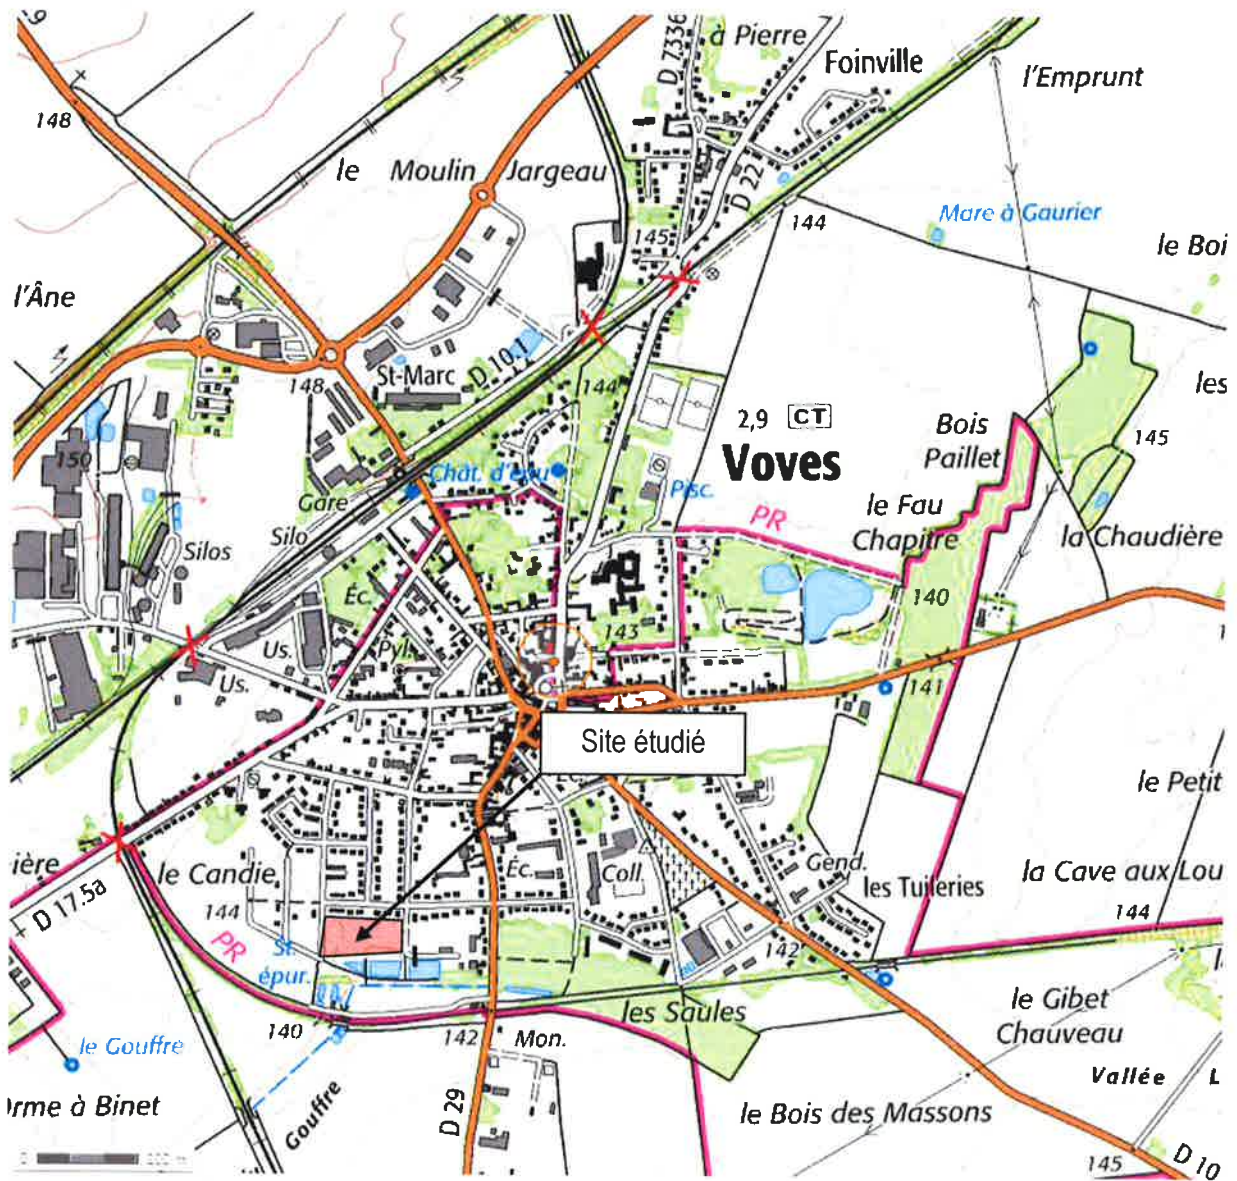 à Pierre
D 7336
Foinville
l'Emprunt
148
le Moulin Jargeau
D 22
144
Mare à Gaurier
145
le Boi
l'Âne
les
148
St-Marc
D 10.1
144
2,9 CT
Voves
Bois
Paillet
145
150
Chât. d'eau
Pisc.
PR
le Fau
Chapitre
la Chaudière
Gare
Silo
Silos
Éc.
140
143
Us.
Pyl.
Us.
141
Site étudié
le Petit
ière
le Candie
Éc.
Coll.
Gend.
les Tuileries
la Cave aux Lou
D 17.5a
144
144
PR
St.
épur.
142
140
142
les Saules
le Gibet
Chauveau
le Gouffre
Mon.
Vallée L
Orme à Binet
Gouffre
D 29
le Bois des Massons
145
D 10